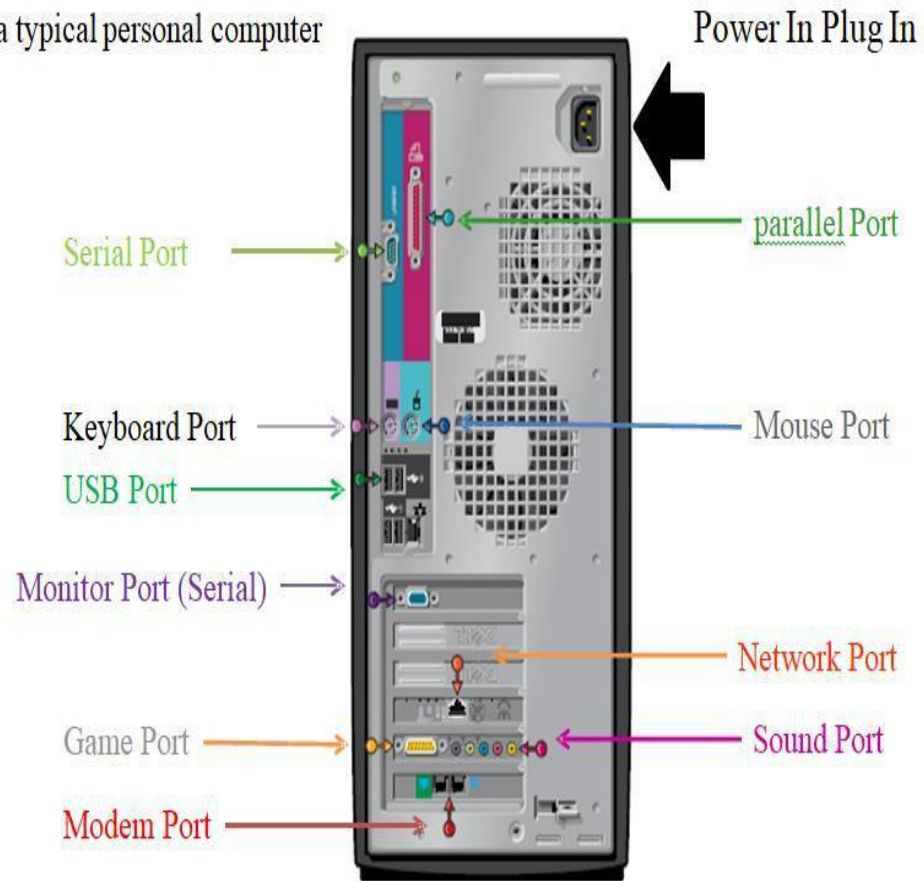 a typical personal computer
Power In Plug In
parallel Port
Serial Port
Keyboard Port
Mouse Port
USB Port
Monitor Port (Serial)
Network Port
Game Port
Sound Port
Modem Port